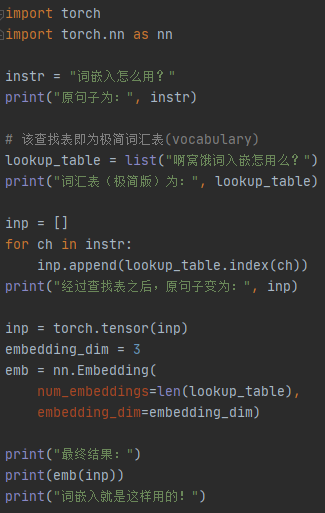 import torch
import torch.nn as nn
instr = "词嵌入怎么用？"
print("原句子为：", instr)
# 该查找表即为极简词汇表(vocabulary)
lookup_table = list("啊窝饿词入嵌怎用么？")
print("词汇表（极简版）为：", lookup_table)
inp = []
for ch in instr:
    inp.append(lookup_table.index(ch))
print("经过查找表之后，原句子变为：", inp)
inp = torch.tensor(inp)
embedding_dim = 3
emb = nn.Embedding(
    num_embeddings=len(lookup_table),
    embedding_dim=embedding_dim)
print("最终结果：")
print(emb(inp))
print("词嵌入就是这样用的！")